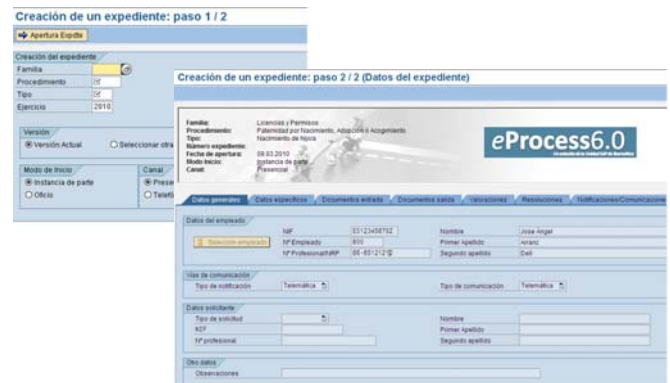 Creación de un expediente: paso 1 / 2
Apertura Expdte
Creación del expediente
Familia
Procedimiento
Tipo
Ejercicio 2010
Versión
Versión Actual Seleccionar otra
Modo de Inicio Canal
Instancia de parte
Oficio
Creación de un expediente: paso 2 / 2 (Datos del expediente)
Familia: Licencias y Permisos
Procedimiento: Paternidad por Nacimiento, Adopción ó Acogimiento
Tipo: Nacimiento de hijo/a
Número expediente:
Fecha de apertura: 09.03.2010
Modo Inicio: Instancia de parte
Canal: Presencial
eProcess6.0
Datos generales Datos específicos Documentos entrada Documentos salida Valoraciones Resoluciones Notificaciones/Comunicaciones
Datos del empleado
NIF Nombre Jose Ángel
Selección empleado Nº Empleado 800 Primer Apellido Arranz
Nº Profesional/NRP Segundo apellido Dell
Vías de comunicación
Tipo de notificación Telemática Tipo de comunicación Telemática
Datos solicitante
Tipo de solicitud Nombre
NIF Primer Apellido
Nº profesional Segundo apellido
Otro datos
Observaciones